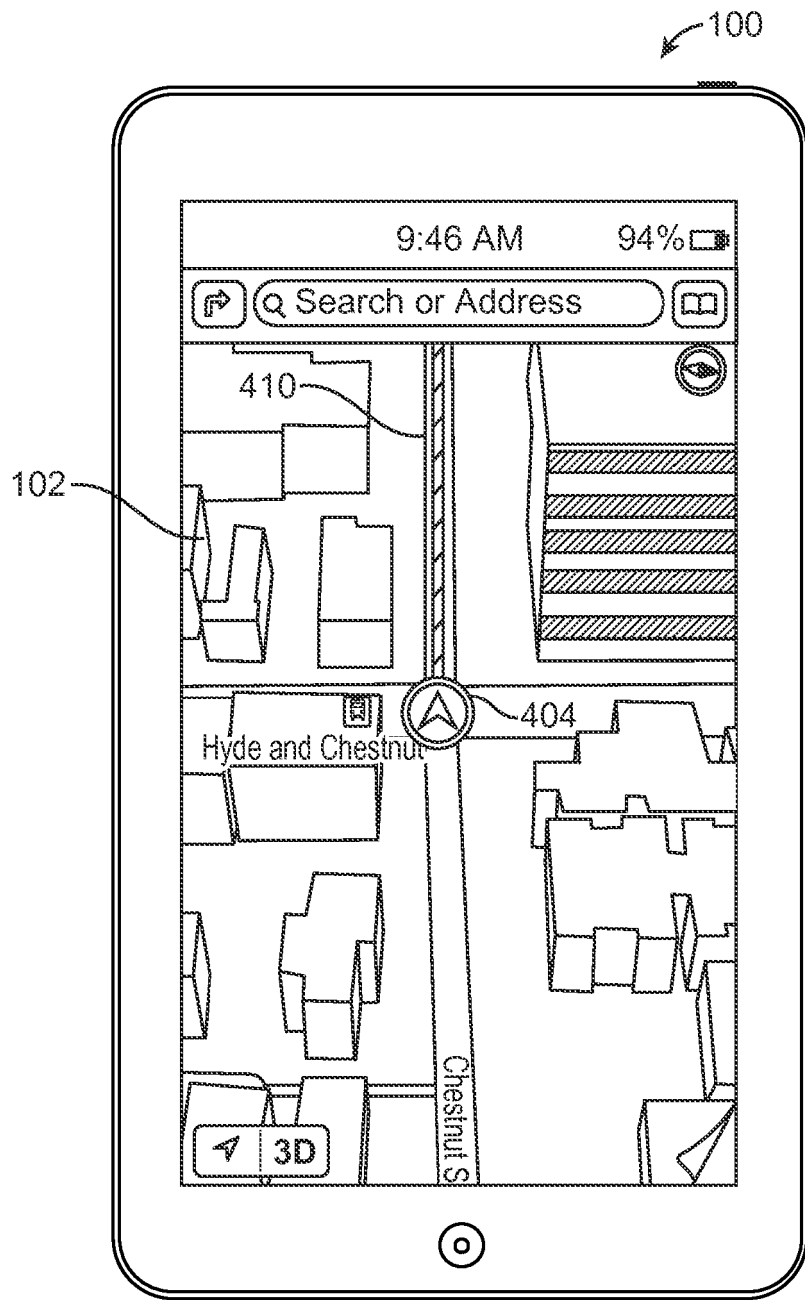 100
9:46 AM 94%
Search or Address
410
102
404
Hyde and Chestnut
Chestnut S
3D